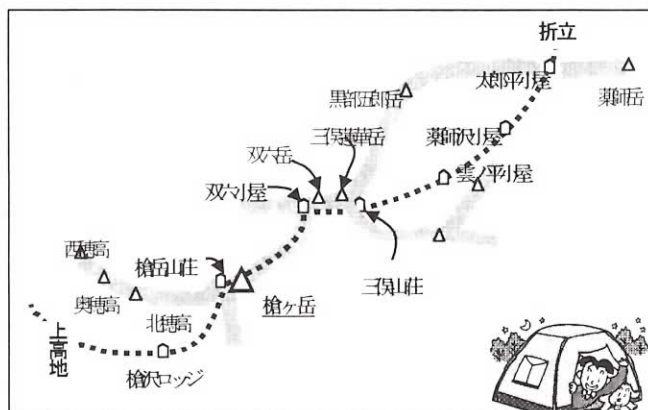 折立
太郎平小屋
薬師岳
黒部五郎岳
薬師沢小屋
三俣蓮華岳
双六岳
雲ノ平小屋
双六小屋
西穂高
槍岳山荘
三俣山荘
奥穂高
槍ヶ岳
北穂高
上高地
槍沢ロッジ